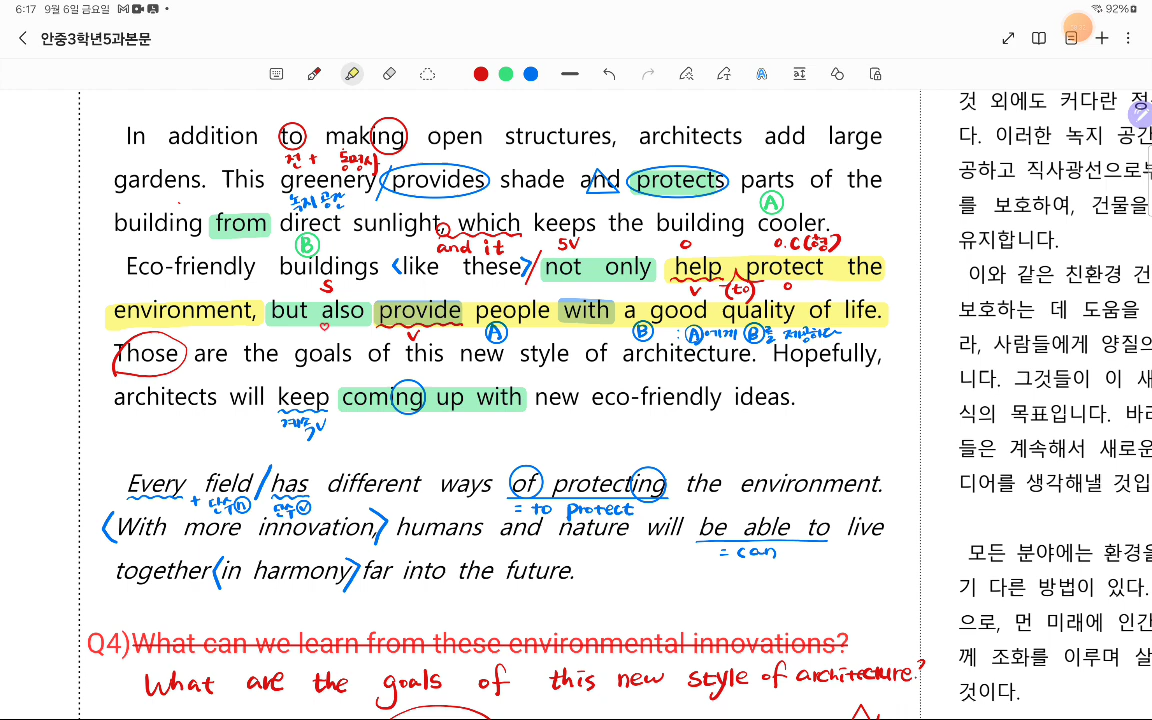 6:17 9월 6일 금요일
92%
안중3학년5과본문
In addition to making open structures, architects add large
전 + 동명사
gardens. This greenery provides shade and protects parts of the
녹지 공간
A
building from direct sunlight, which keeps the building cooler.
B
and it
5V
O
O.C(형)
Eco-friendly buildings <like these> / not only help protect the
S
V
(to)
O
environment, but also provide people with a good quality of life.
V
A
B
: A에게 B를 제공하다
Those are the goals of this new style of architecture. Hopefully,
architects will keep coming up with new eco-friendly ideas.
계속
Every field / has different ways of protecting the environment.
+ 단수n
단수v
= to protect
<With more innovation,> humans and nature will be able to live
= can
together <in harmony> far into the future.
Q4)What can we learn from these environmental innovations?
What are the goals of this new style of architecture?
것 외에도 커다란 정
다. 이러한 녹지 공간
공하고 직사광선으로부
를 보호하여, 건물을
유지합니다.
이와 같은 친환경 건
보호하는 데 도움을
라, 사람들에게 양질으
니다. 그것들이 이 새
식의 목표입니다. 바라
들은 계속해서 새로운
디어를 생각해낼 것입
모든 분야에는 환경을
기 다른 방법이 있다.
으로, 먼 미래에 인간
께 조화를 이루며 살
것이다.